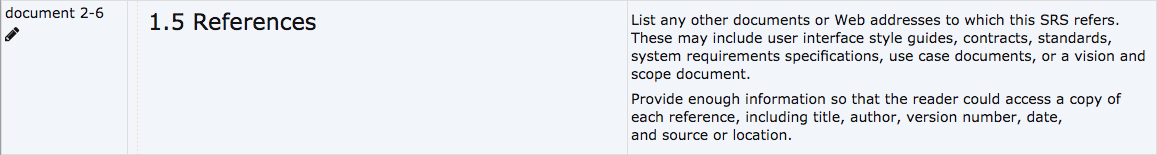 document 2-6
1.5 References
List any other documents or Web addresses to which this SRS refers.
These may include user interface style guides, contracts, standards,
system requirements specifications, use case documents, or a vision and
scope document.
Provide enough information so that the reader could access a copy of
each reference, including title, author, version number, date,
and source or location.